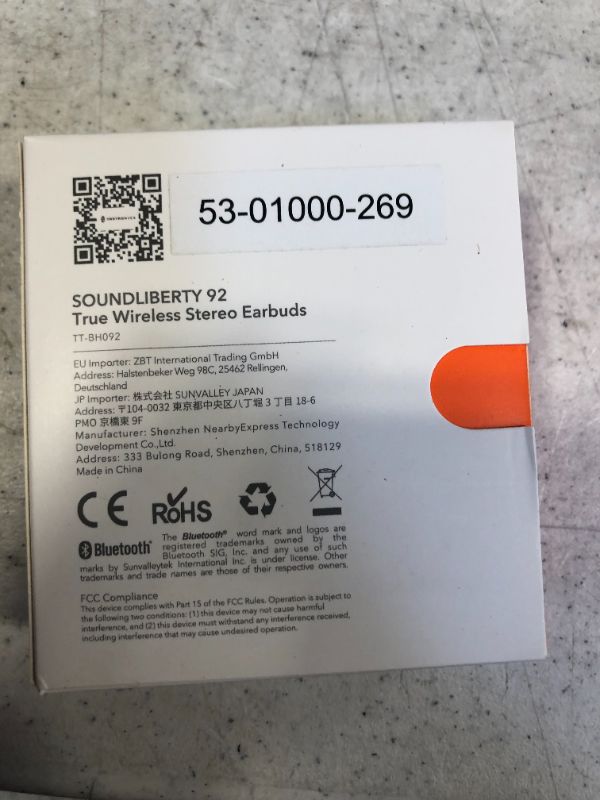 53-01000-269
SOUNDLIBERTY 92
True Wireless Stereo Earbuds
TT-BH092
EU Importer: ZBT International Trading GmbH
Address: Halstenbeker Weg 98C, 25462 Rellingen,
Deutschland
JP Importer: 株式会社 SUNVALLEY JAPAN
Address: 〒104-0032 東京都中央区八丁堀 3 丁目 18-6
PMO 京橋東 9F
Manufacturer: Shenzhen NearbyExpress Technology
Development Co.,Ltd.
Address: 333 Bulong Road, Shenzhen, China, 518129
Made in China
CE RoHS
Bluetooth®
The Bluetooth® word mark and logos are
registered trademarks owned by the
Bluetooth SIG, Inc. and any use of such
marks by Sunvalleytek International Inc. is under license. Other
trademarks and trade names are those of their respective owners.
FCC Compliance
This device complies with Part 15 of the FCC Rules. Operation is subject to
the following two conditions: (1) this device may not cause harmful
interference, and (2) this device must withstand any interference received,
including interference that may cause undesired operation.